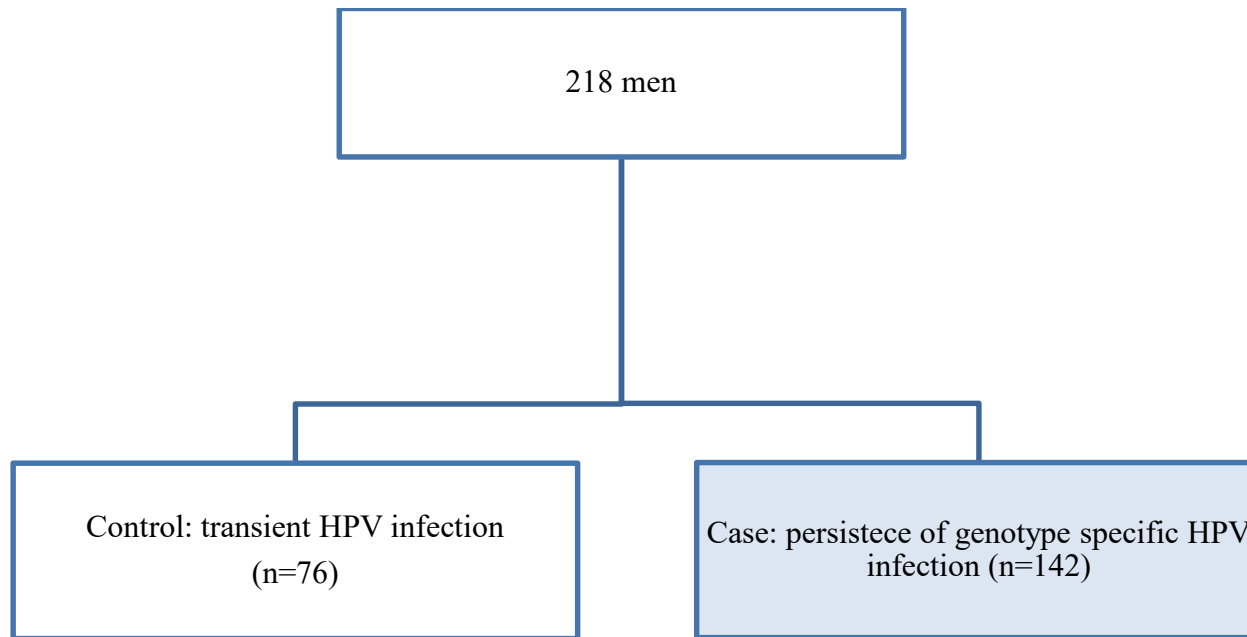 218 men
Control: transient HPV infection
(n=76)
Case: persistece of genotype specific HPV
infection (n=142)